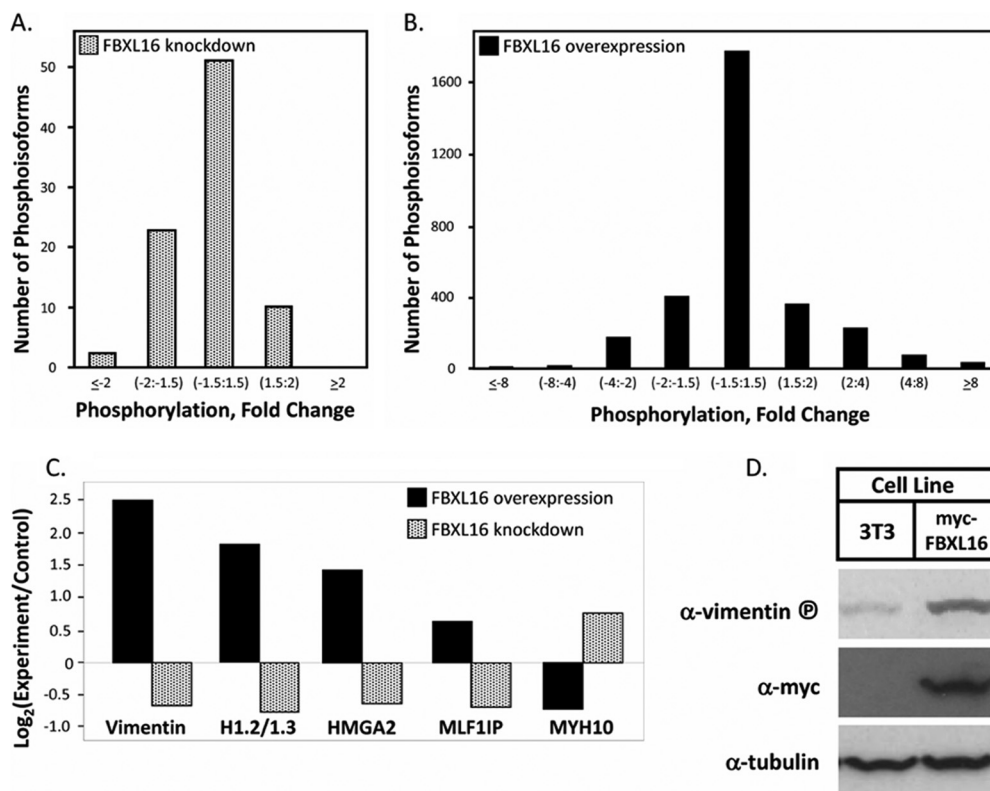 A.
FBXL16 knockdown
Number of Phosphoisoforms
50
40
30
20
10
0
≤-2
(-2:-1.5)
(-1.5:1.5)
(1.5:2)
≥2
Phosphorylation, Fold Change
B.
FBXL16 overexpression
Number of Phosphoisoforms
1600
1200
800
400
0
≤-8
(-8:-4)
(-4:-2)
(-2:-1.5)
(-1.5:1.5)
(1.5:2)
(2:4)
(4:8)
≥8
Phosphorylation, Fold Change
C.
FBXL16 overexpression
FBXL16 knockdown
Log₂(Experiment/Control)
2.5
2.0
1.5
1.0
0.5
0
-0.5
-1.0
Vimentin
H1.2/1.3
HMGA2
MLF1IP
MYH10
D.
Cell Line
3T3
myc-
FBXL16
α-vimentin Ⓟ
α-myc
α-tubulin